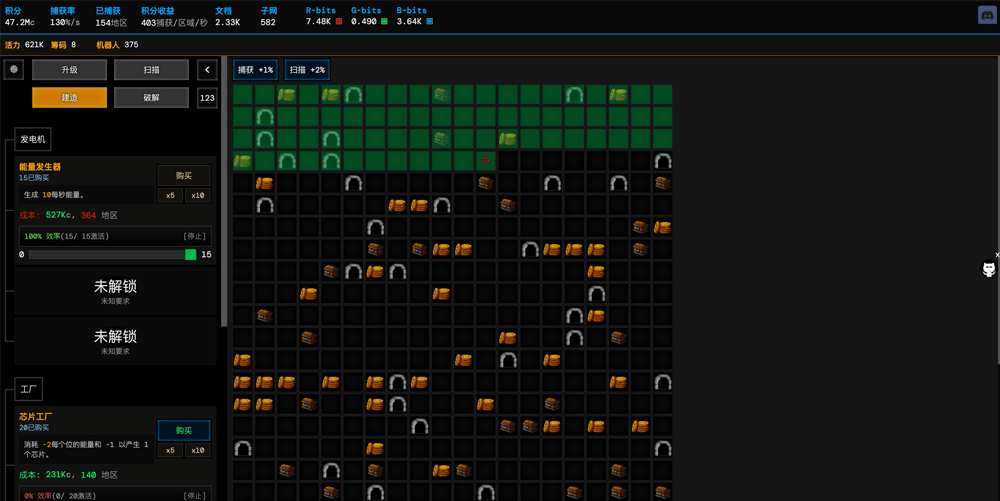 积分 捕获率 已捕获 积分收益 文档 子网 R-bits G-bits B-bits
47.2Mc 130%/s 154地区 403捕获/区域/秒 2.33K 582 7.48K 0.490 3.64K
活力 621K 筹码 8 机器人 375
升级 扫描 <
建造 破解 123
捕获 +1% 扫描 +2%
发电机
能量发生器
15已购买
购买
生成 10每秒能量。
x5 x10
成本: 527Kc, 364 地区
100% 效率(15/ 15激活) [停止]
0 15
未解锁
未知要求
未解锁
未知要求
工厂
芯片工厂
20已购买
购买
消耗 -2每个位的能量和 -1 以产生 1
个芯片。
x5 x10
成本: 231Kc, 140 地区
0% 效率(0/ 20激活) [停止]
x